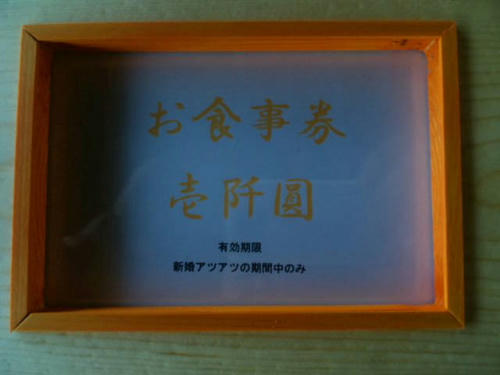 お食事券
壱阡圓
有効期限
新婚アツアツの期間中のみ